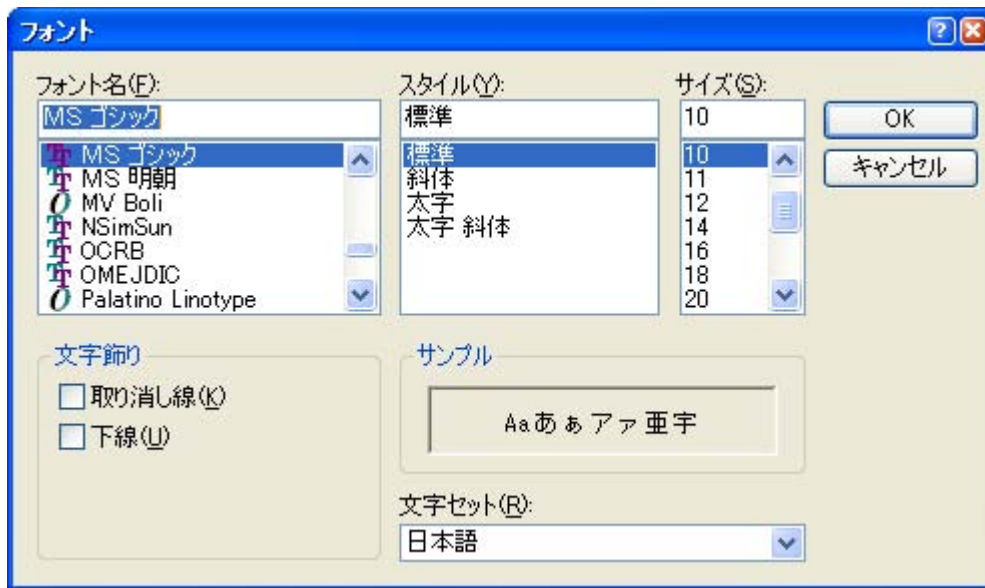 フォント
フォント名(F):
MS ゴシック
MS ゴシック
MS 明朝
MV Boli
NSimSun
OCRB
OMEJDIC
Palatino Linotype
スタイル(Y):
標準
標準
斜体
太字
太字 斜体
サイズ(S):
10
10
11
12
14
16
18
20
OK
キャンセル
文字飾り
取り消し線(K)
下線(U)
サンプル
Aaあぁアァ亜宇
文字セット(R):
日本語